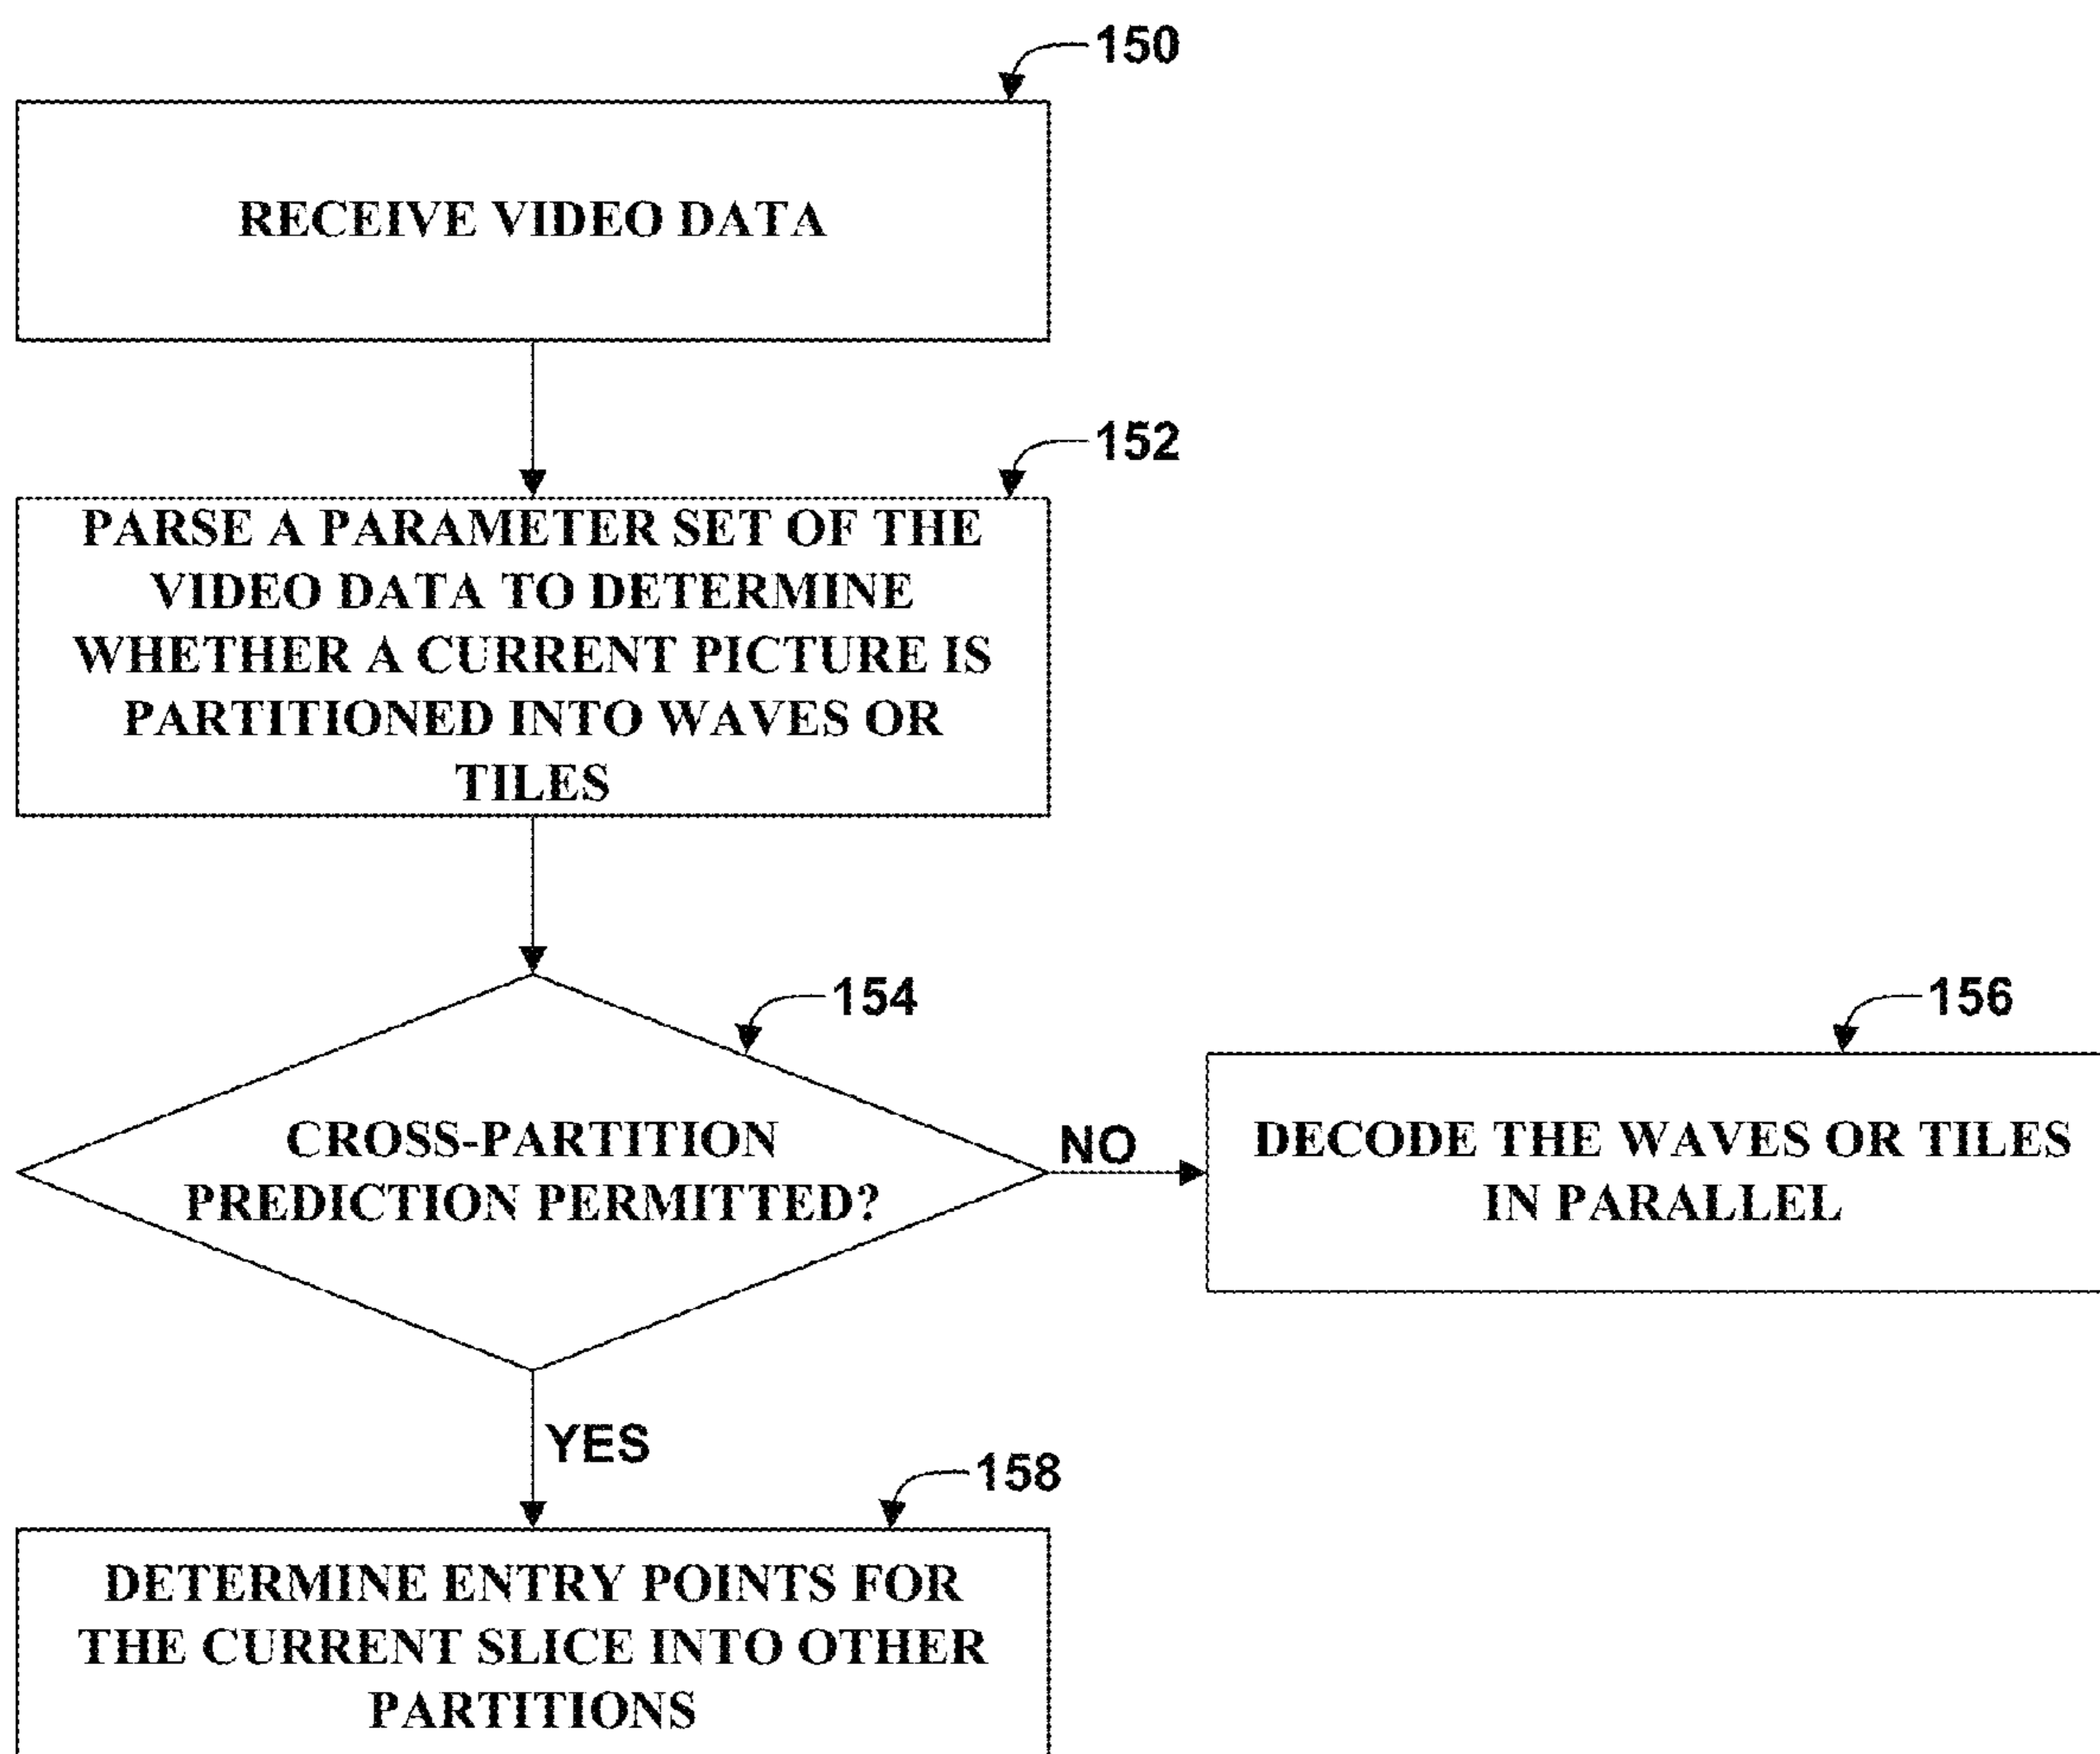 150
RECEIVE VIDEO DATA
152
PARSE A PARAMETER SET OF THE
VIDEO DATA TO DETERMINE
WHETHER A CURRENT PICTURE IS
PARTITIONED INTO WAVES OR
TILES
154
CROSS-PARTITION
PREDICTION PERMITTED?
NO
156
DECODE THE WAVES OR TILES
IN PARALLEL
YES
158
DETERMINE ENTRY POINTS FOR
THE CURRENT SLICE INTO OTHER
PARTITIONS